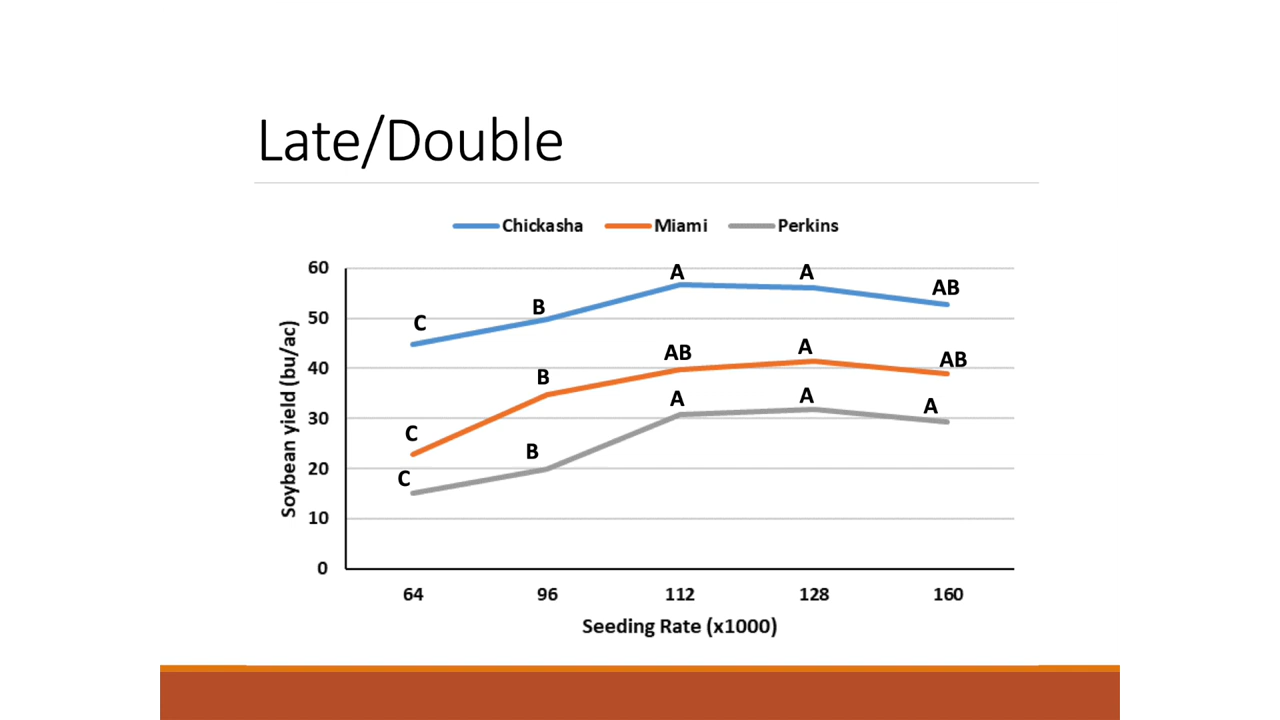 Late/Double
Chickasha Miami Perkins
60
50
40
30
20
10
0
Soybean yield (bu/ac)
C B A A AB
C B AB A AB
C B A A A
64 96 112 128 160
Seeding Rate (x1000)